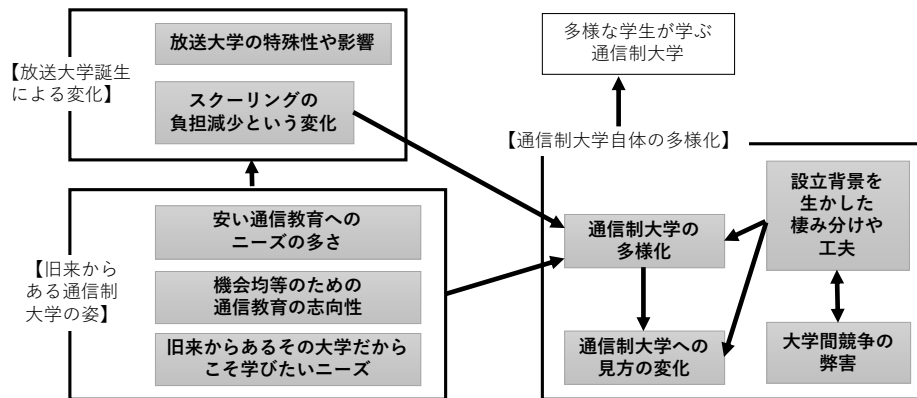 放送大学の特殊性や影響
【放送大学誕生
による変化】
スクーリングの
負担減少という変化
【旧来から
ある通信制
大学の姿】
安い通信教育への
ニーズの多さ
機会均等のための
通信教育の志向性
旧来からあるその大学だから
こそ学びたいニーズ
多様な学生が学ぶ
通信制大学
【通信制大学自体の多様化】
通信制大学の
多様化
設立背景を
生かした
棲み分けや
工夫
通信制大学への
見方の変化
大学間競争の
弊害